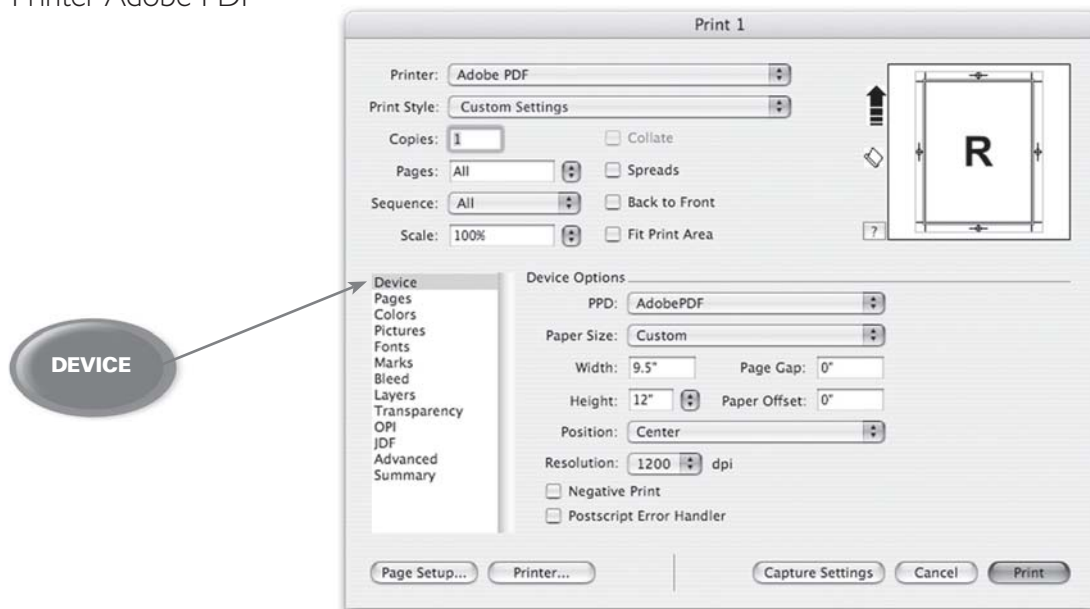 Printer Adobe PDF
Print 1
Printer: Adobe PDF
Print Style: Custom Settings
Copies: 1 Collate
Pages: All Spreads
Sequence: All Back to Front
Scale: 100% Fit Print Area
R
?
Device
Pages
Colors
Pictures
Fonts
Marks
Bleed
Layers
Transparency
OPI
JDF
Advanced
Summary
Device Options
PPD: AdobePDF
Paper Size: Custom
Width: 9.5" Page Gap: 0"
Height: 12" Paper Offset: 0"
Position: Center
Resolution: 1200 dpi
Negative Print
Postscript Error Handler
DEVICE
Page Setup... Printer... Capture Settings Cancel Print